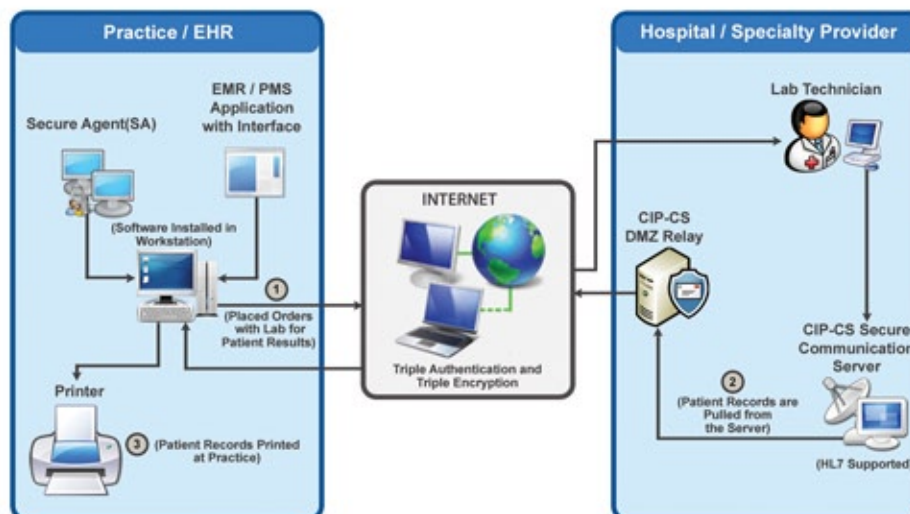 Practice / EHR
EMR / PMS
Application
with Interface
Secure Agent(SA)
(Software Installed in
Workstation)
1
(Placed Orders
with Lab for
Patient Results)
Printer
3
(Patient Records Printed
at Practice)
INTERNET
Triple Authentication and
Triple Encryption
Hospital / Specialty Provider
Lab Technician
CIP-CS
DMZ Relay
CIP-CS Secure
Communication
Server
2
(Patient Records are
Pulled from
the Server)
(HL7 Supported)